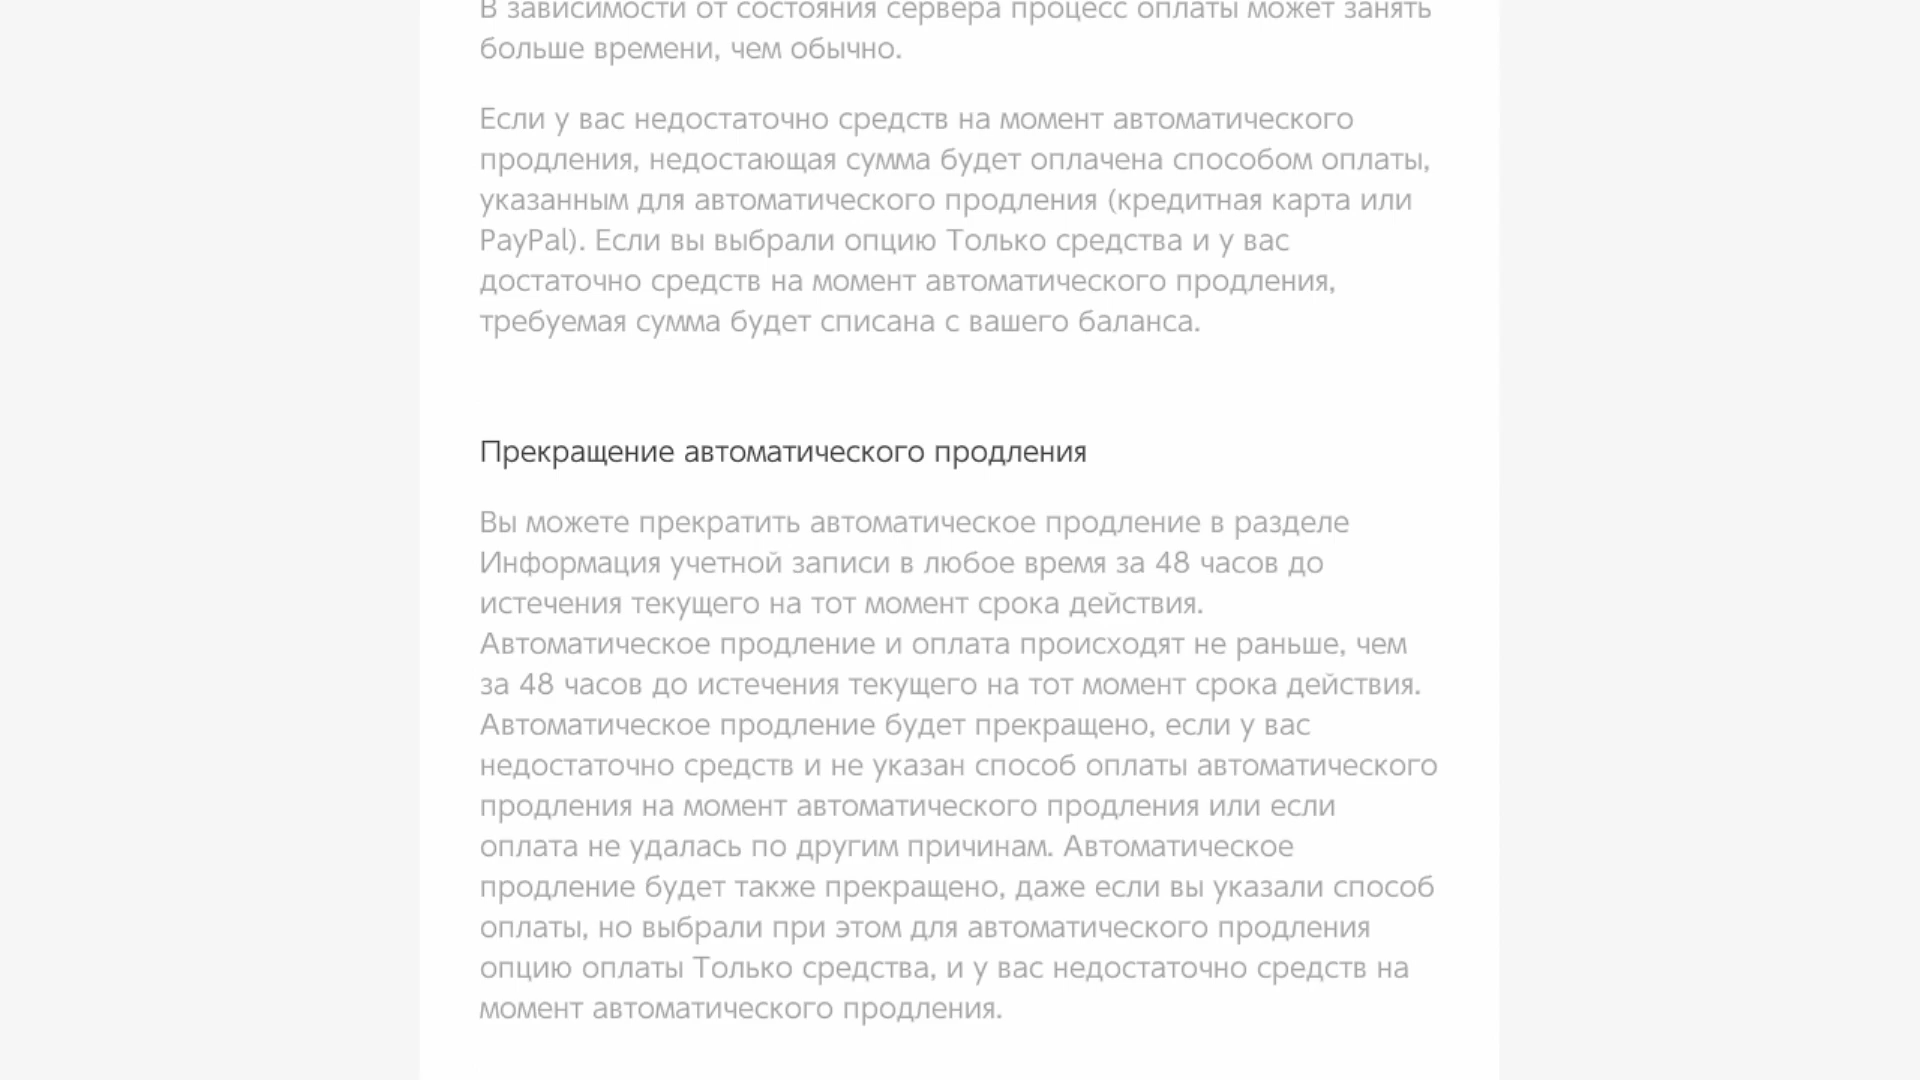 В зависимости от состояния сервера процесс оплаты может занять
больше времени, чем обычно.
Если у вас недостаточно средств на момент автоматического
продления, недостающая сумма будет оплачена способом оплаты,
указанным для автоматического продления (кредитная карта или
PayPal). Если вы выбрали опцию Только средства и у вас
достаточно средств на момент автоматического продления,
требуемая сумма будет списана с вашего баланса.
Прекращение автоматического продления
Вы можете прекратить автоматическое продление в разделе
Информация учетной записи в любое время за 48 часов до
истечения текущего на тот момент срока действия.
Автоматическое продление и оплата происходят не раньше, чем
за 48 часов до истечения текущего на тот момент срока действия.
Автоматическое продление будет прекращено, если у вас
недостаточно средств и не указан способ оплаты автоматического
продления на момент автоматического продления или если
оплата не удалась по другим причинам. Автоматическое
продление будет также прекращено, даже если вы указали способ
оплаты, но выбрали при этом для автоматического продления
опцию оплаты Только средства, и у вас недостаточно средств на
момент автоматического продления.